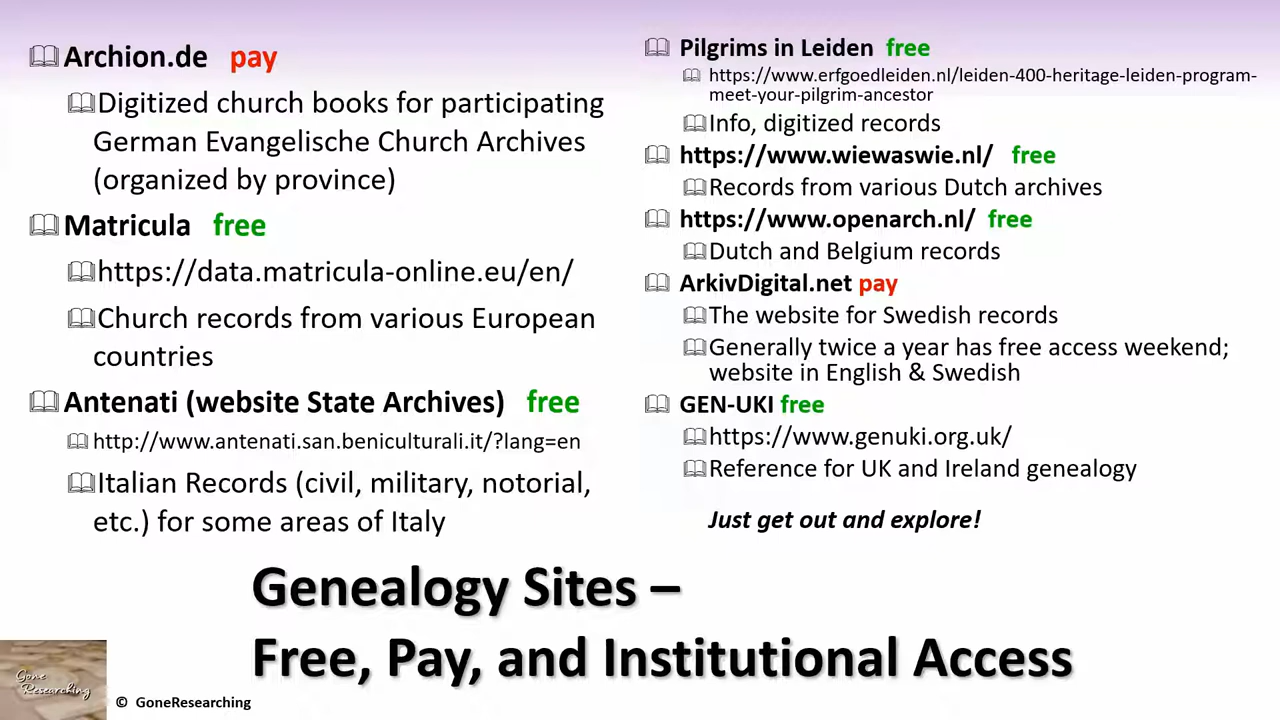 Archion.de pay
Digitized church books for participating
German Evangelische Church Archives
(organized by province)
Matricula free
https://data.matricula-online.eu/en/
Church records from various European
countries
Antenati (website State Archives) free
http://www.antenati.san.beniculturali.it/?lang=en
Italian Records (civil, military, notorial,
etc.) for some areas of Italy
Pilgrims in Leiden free
https://www.erfgoedleiden.nl/leiden-400-heritage-leiden-program-
meet-your-pilgrim-ancestor
Info, digitized records
https://www.wiewaswie.nl/ free
Records from various Dutch archives
https://www.openarch.nl/ free
Dutch and Belgium records
ArkivDigital.net pay
The website for Swedish records
Generally twice a year has free access weekend;
website in English & Swedish
GEN-UKI free
https://www.genuki.org.uk/
Reference for UK and Ireland genealogy
Just get out and explore!
Genealogy Sites –
Free, Pay, and Institutional Access
Gone
Researching
© GoneResearching